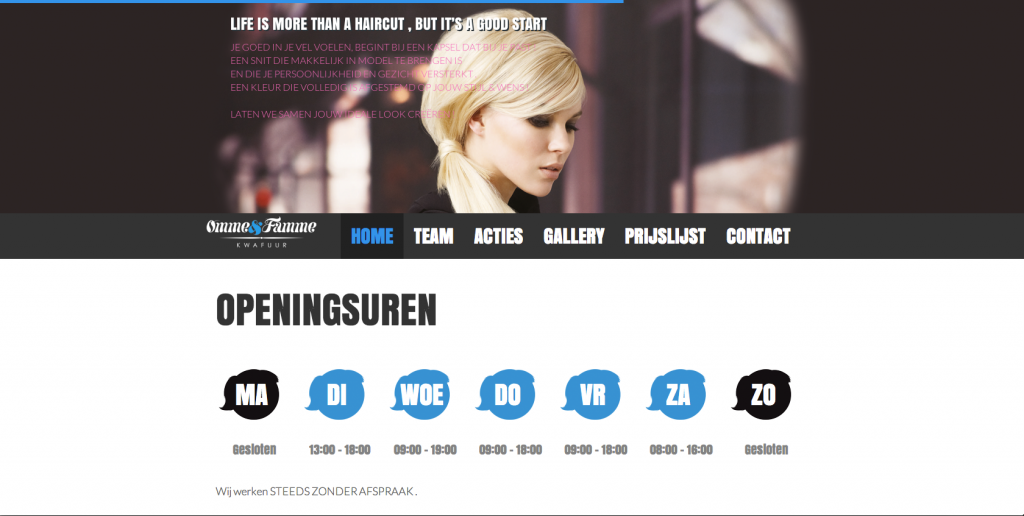 LIFE IS MORE THAN A HAIRCUT , BUT IT'S A GOOD START
JE GOED IN JE VEL VOELEN, BEGINT BIJ EEN KAPSEL DAT BIJ JE PAST.
EEN SNIT DIE MAKKELIJK IN MODEL TE BRENGEN IS
EN DIE JE PERSOONLIJKHEID EN GEZICHT VERSTERKT
EEN KLEUR DIE VOLLEDIG IS AFGESTEMD OP JOUW STIJL & WENS !
LATEN WE SAMEN JOUW IDEALE LOOK
Omme&Famme
KWAFUUR
HOME TEAM ACTIES GALLERY PRIJSLIJST CONTACT
OPENINGSUREN
MA DI WOE DO VR ZA ZO
Gesloten 13:00 - 18:00 09:00 - 19:00 09:00 - 18:00 09:00 - 18:00 08:00 - 16:00 Gesloten
Wij werken STEEDS ZONDER AFSPRAAK .